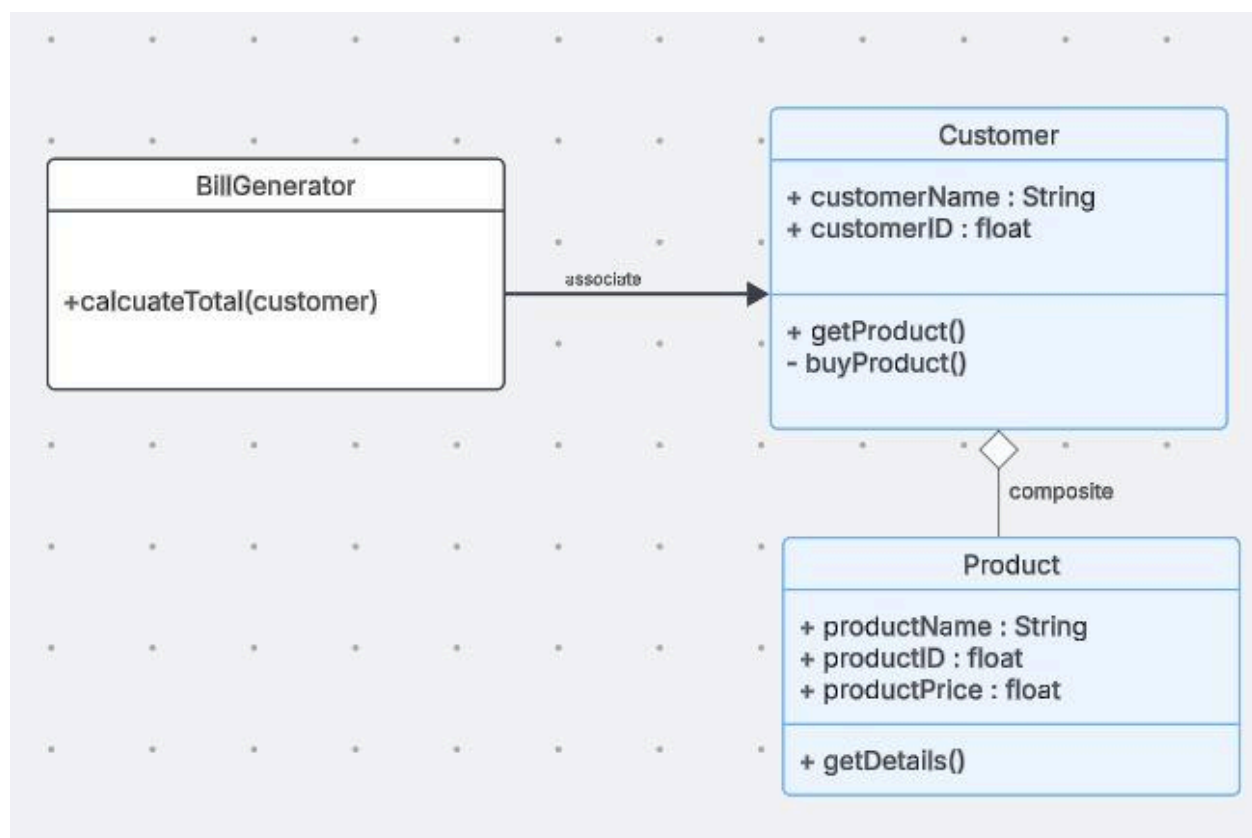 BillGenerator
+calcuateTotal(customer)
associate
Customer
+ customerName : String
+ customerID : float
+ getProduct()
- buyProduct()
composite
Product
+ productName : String
+ productID : float
+ productPrice : float
+ getDetails()